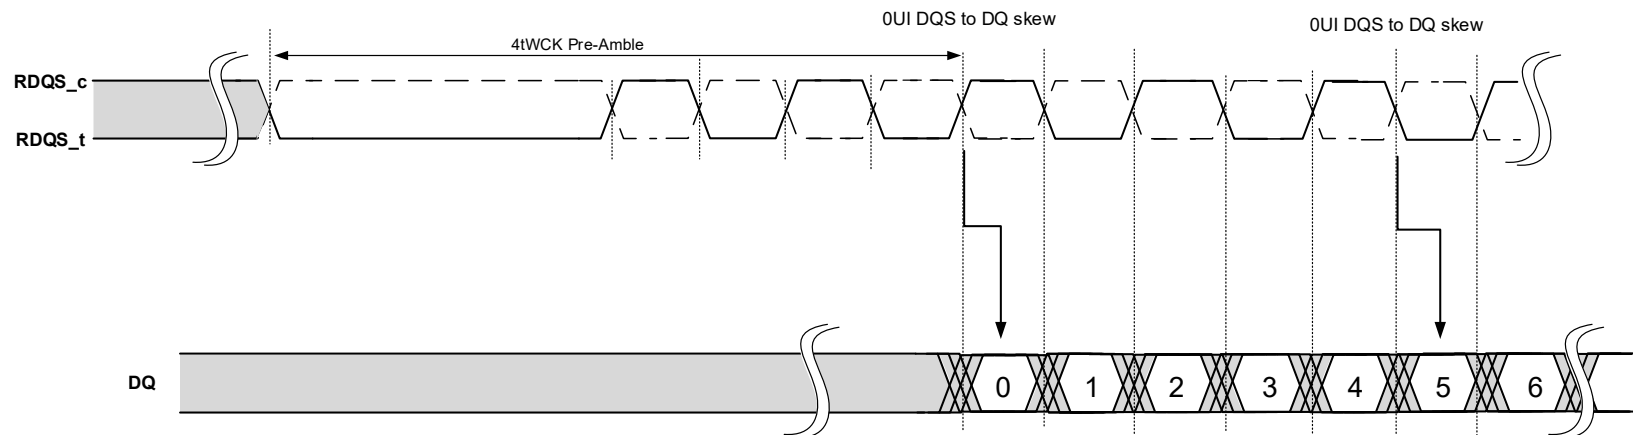 0UI DQS to DQ skew
0UI DQS to DQ skew
4tWCK Pre-Amble
RDQS_c
RDQS_t
DQ
0 1 2 3 4 5 6